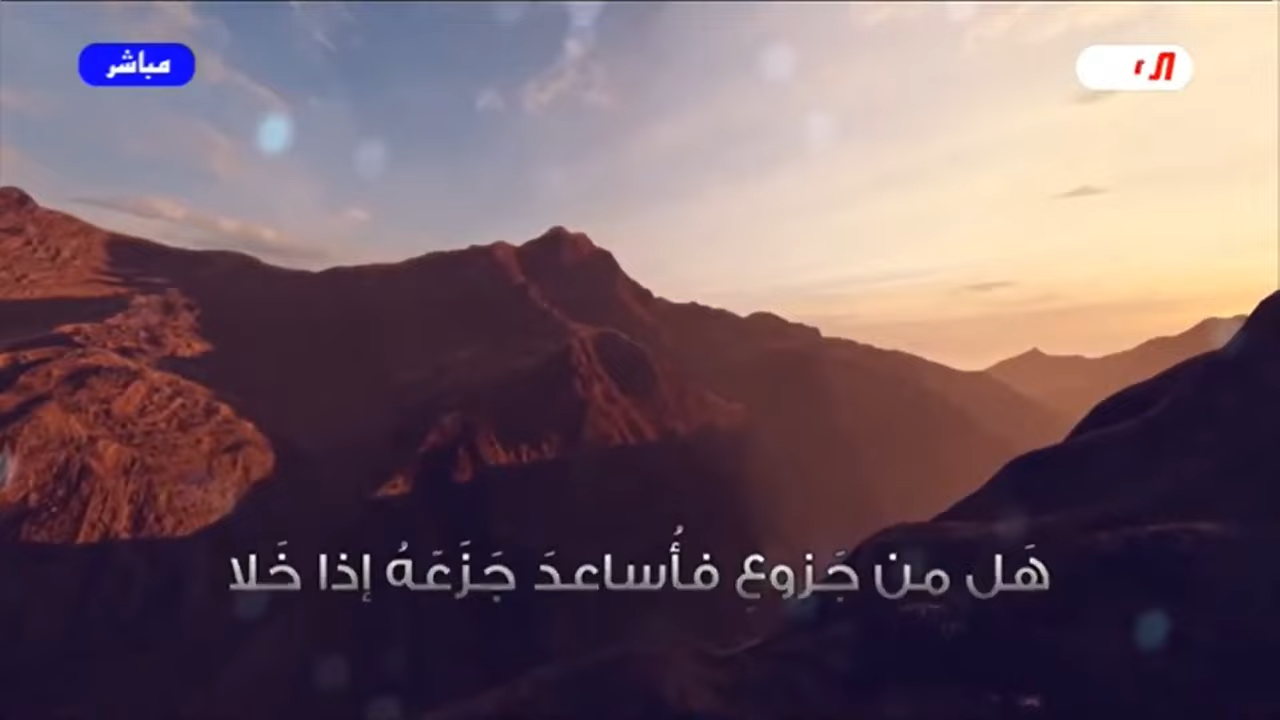 مباشر
هَل من جَزوعِ فأُساعدَ جَزَعَهُ إذا خَلا